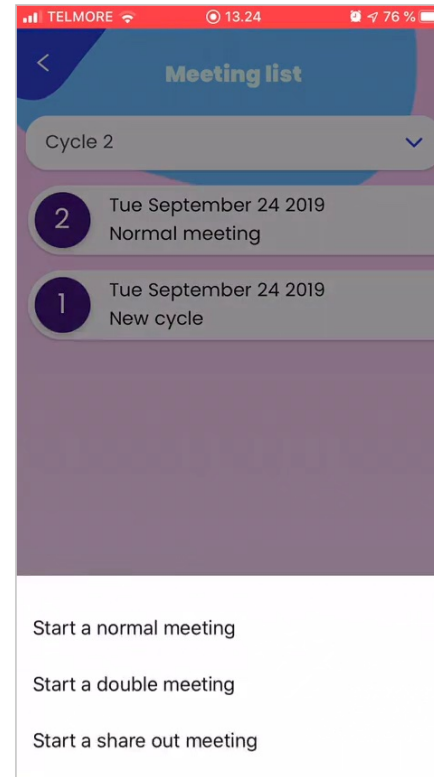 TELMORE 13.24 76 %
Meeting list
Cycle 2
2
Tue September 24 2019
Normal meeting
1
Tue September 24 2019
New cycle
Start a normal meeting
Start a double meeting
Start a share out meeting